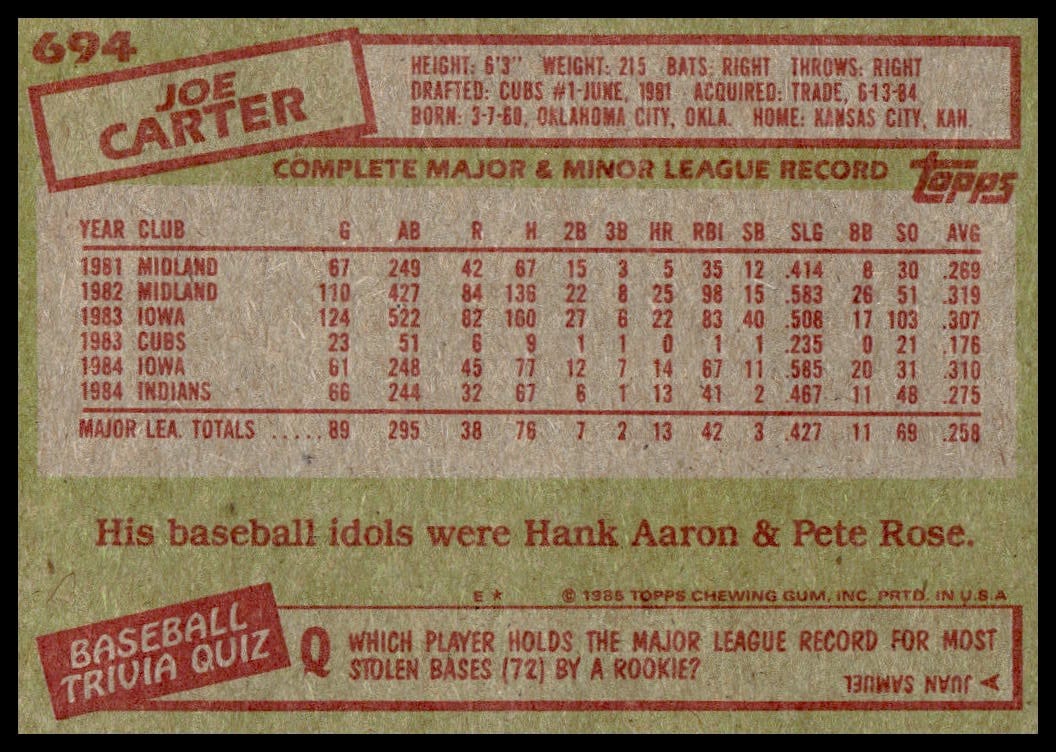 694
JOE
CARTER
HEIGHT: 6'3" WEIGHT: 215 BATS: RIGHT THROWS: RIGHT
DRAFTED: CUBS #1-JUNE, 1981 ACQUIRED: TRADE, 6-13-84
BORN: 3-7-60, OKLAHOMA CITY, OKLA. HOME: KANSAS CITY, KAN.
COMPLETE MAJOR & MINOR LEAGUE RECORD
topps
YEAR CLUB G AB R H 2B 3B HR RBI SB SLG BB SO AVG
1981 MIDLAND 67 249 42 67 15 3 5 35 12 .414 8 30 .269
1982 MIDLAND 110 427 84 136 22 8 25 98 15 .583 26 51 .319
1983 IOWA 124 522 82 160 27 6 22 83 40 .508 17 103 .307
1983 CUBS 23 51 6 9 1 1 0 1 1 .235 0 21 .176
1984 IOWA 61 248 45 77 12 7 14 67 11 .585 20 31 .310
1984 INDIANS 66 244 32 67 6 1 13 41 2 .467 11 48 .275
MAJOR LEA. TOTALS ..... 89 295 38 76 7 2 13 42 3 .427 11 69 .258
His baseball idols were Hank Aaron & Pete Rose.
E * © 1985 TOPPS CHEWING GUM, INC. PRTD. IN U.S.A
BASEBALL
TRIVIA QUIZ
Q WHICH PLAYER HOLDS THE MAJOR LEAGUE RECORD FOR MOST
STOLEN BASES (72) BY A ROOKIE?
A JUAN SAMUEL